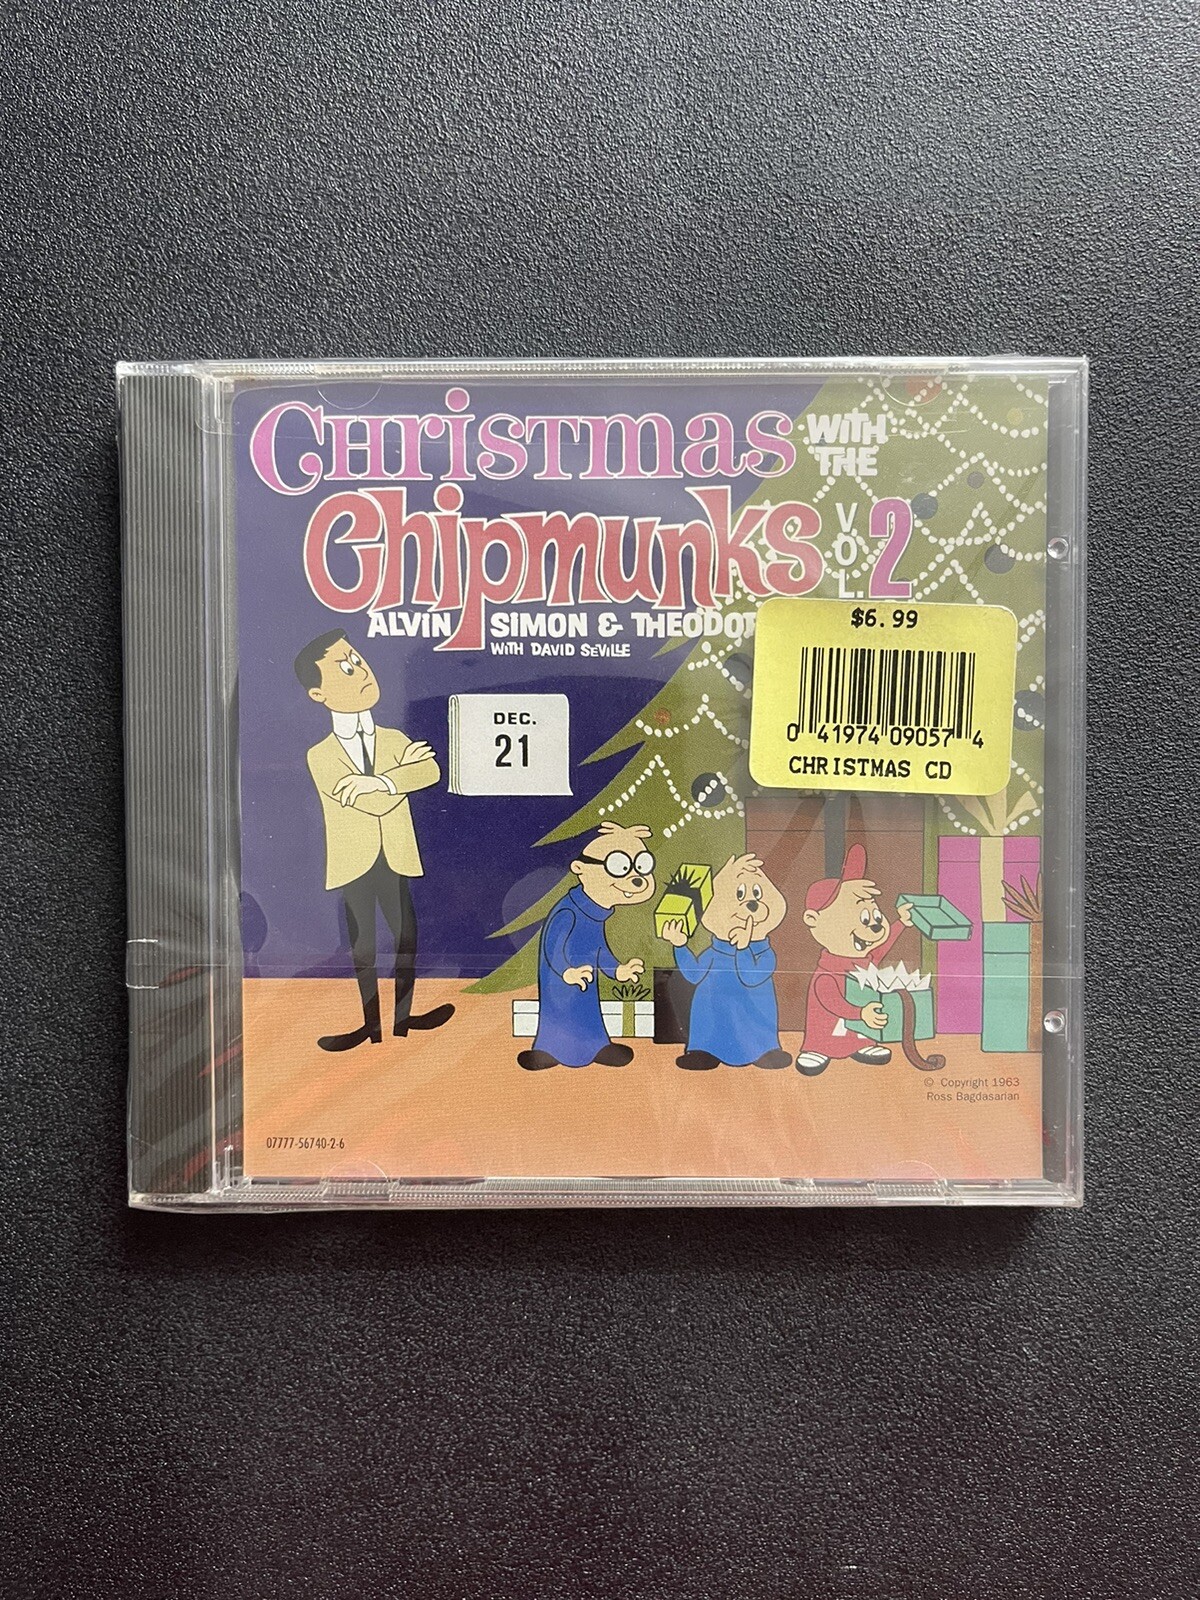 CHRISTMAS WITH
THE
Chipmunks VOL. 2
ALVIN SIMON & THEODOR
WITH DAVID SEVILLE
$6.99
0 41974 09057 4
CHRISTMAS CD
DEC.
21
© Copyright 1963
Ross Bagdasarian
07777-56740-2-6